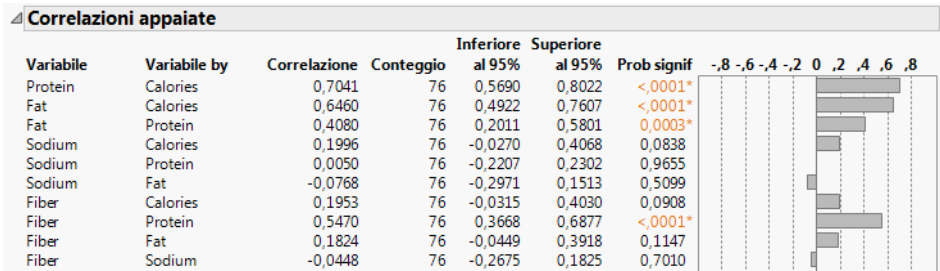 Correlazioni appaiate
Inferiore Superiore
Variabile Variabile by Correlazione Conteggio al 95% al 95% Prob signif -,8 -,6 -,4 -,2 0 ,2 ,4 ,6 ,8
Protein Calories 0,7041 76 0,5690 0,8022 <,0001*
Fat Calories 0,6460 76 0,4922 0,7607 <,0001*
Fat Protein 0,4080 76 0,2011 0,5801 0,0003*
Sodium Calories 0,1996 76 -0,0270 0,4068 0,0838
Sodium Protein 0,0050 76 -0,2207 0,2302 0,9655
Sodium Fat -0,0768 76 -0,2971 0,1513 0,5099
Fiber Calories 0,1953 76 -0,0315 0,4030 0,0908
Fiber Protein 0,5470 76 0,3668 0,6877 <,0001*
Fiber Fat 0,1824 76 -0,0449 0,3918 0,1147
Fiber Sodium -0,0448 76 -0,2675 0,1825 0,7010